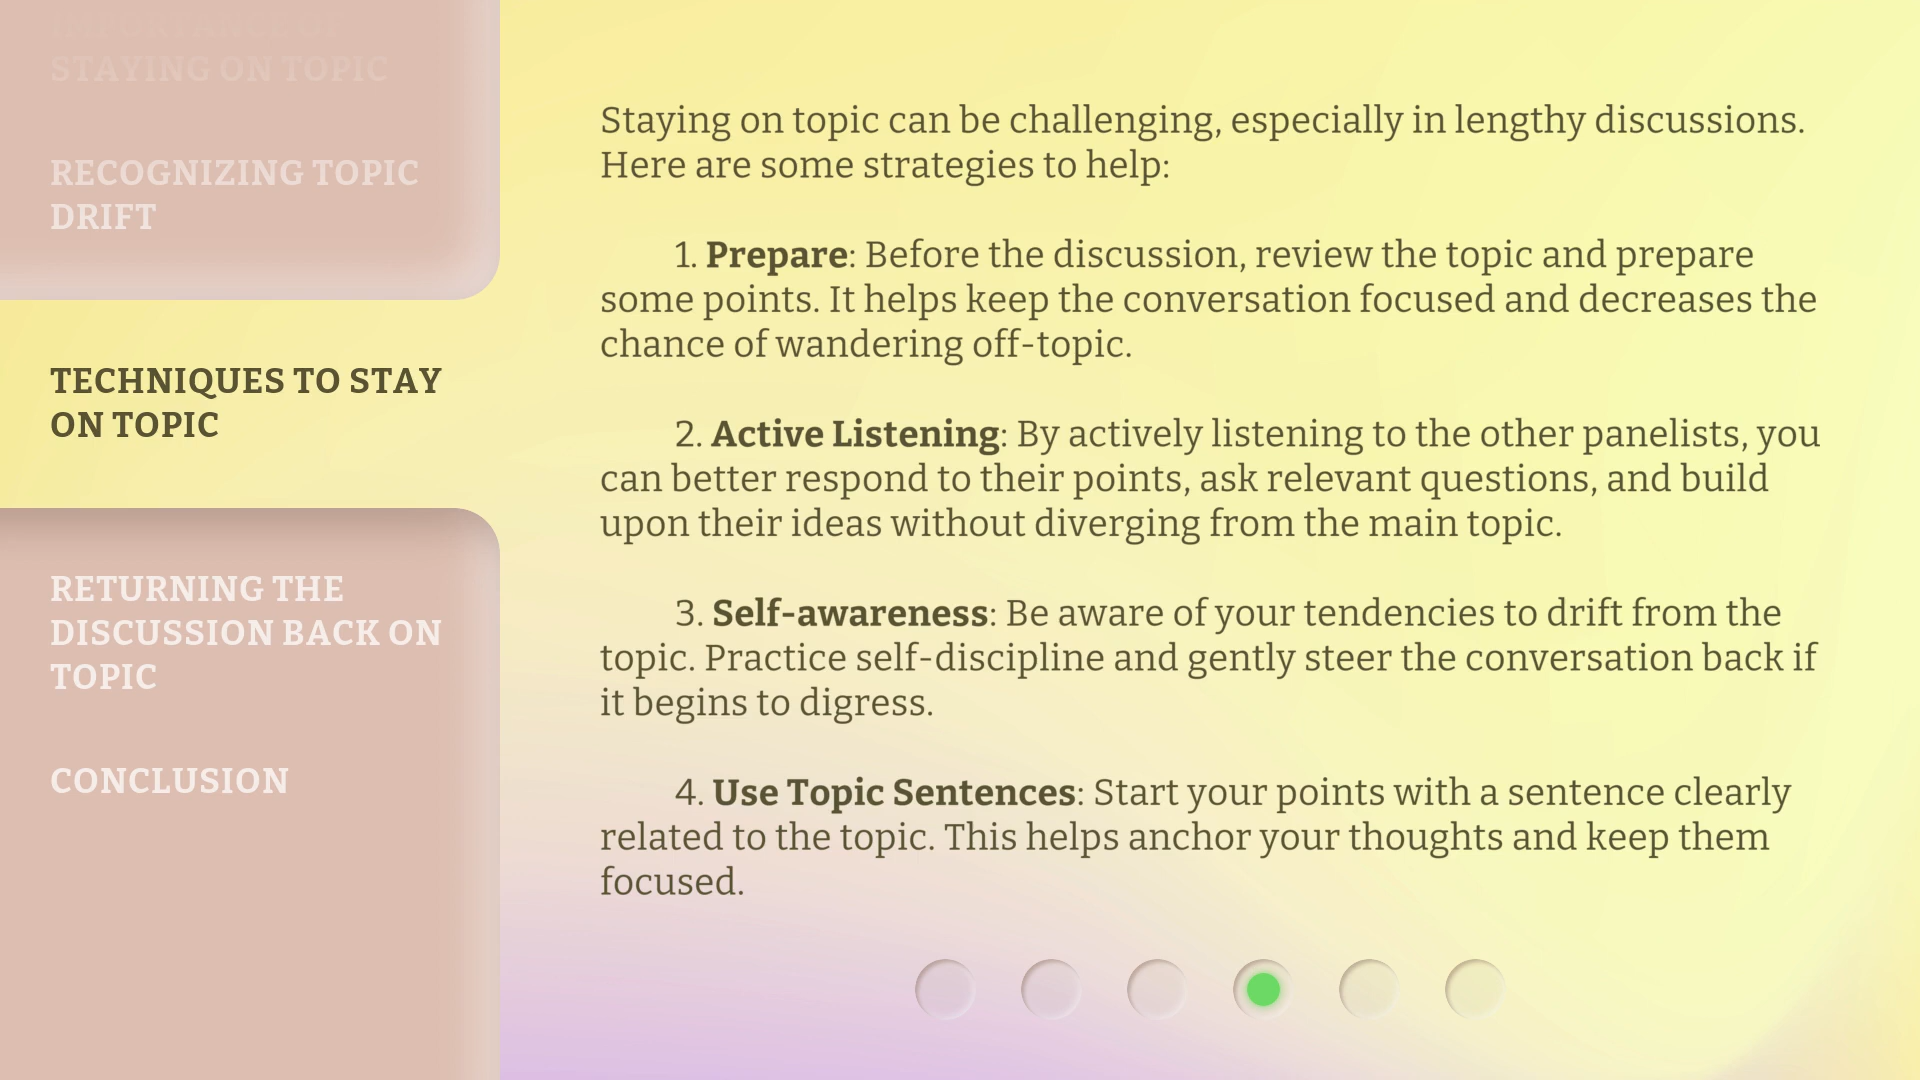 IMPORTANCE OF
STAYING ON TOPIC
RECOGNIZING TOPIC
DRIFT
TECHNIQUES TO STAY
ON TOPIC
RETURNING THE
DISCUSSION BACK ON
TOPIC
CONCLUSION
Staying on topic can be challenging, especially in lengthy discussions.
Here are some strategies to help:
1. Prepare: Before the discussion, review the topic and prepare
some points. It helps keep the conversation focused and decreases the
chance of wandering off-topic.
2. Active Listening: By actively listening to the other panelists, you
can better respond to their points, ask relevant questions, and build
upon their ideas without diverging from the main topic.
3. Self-awareness: Be aware of your tendencies to drift from the
topic. Practice self-discipline and gently steer the conversation back if
it begins to digress.
4. Use Topic Sentences: Start your points with a sentence clearly
related to the topic. This helps anchor your thoughts and keep them
focused.